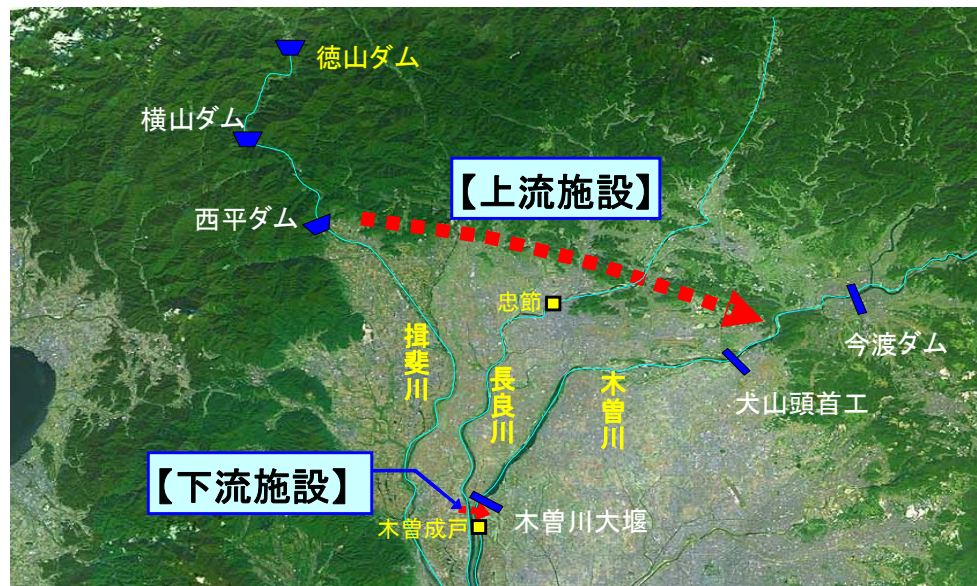 徳山ダム
横山ダム
【上流施設】
西平ダム
忠節
今渡ダム
揖斐川
長良川
木曽川
犬山頭首工
【下流施設】
木曽成戸
木曽川大堰